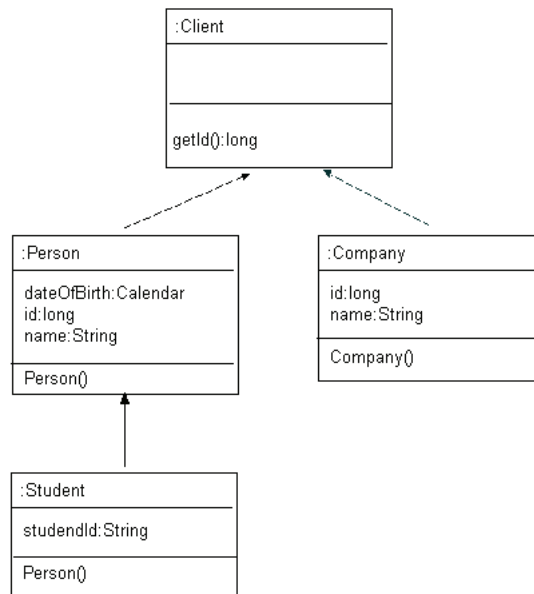 :Client
getId():long
:Person
dateOfBirth:Calendar
id:long
name:String
Person()
:Company
id:long
name:String
Company()
:Student
studendId:String
Person()